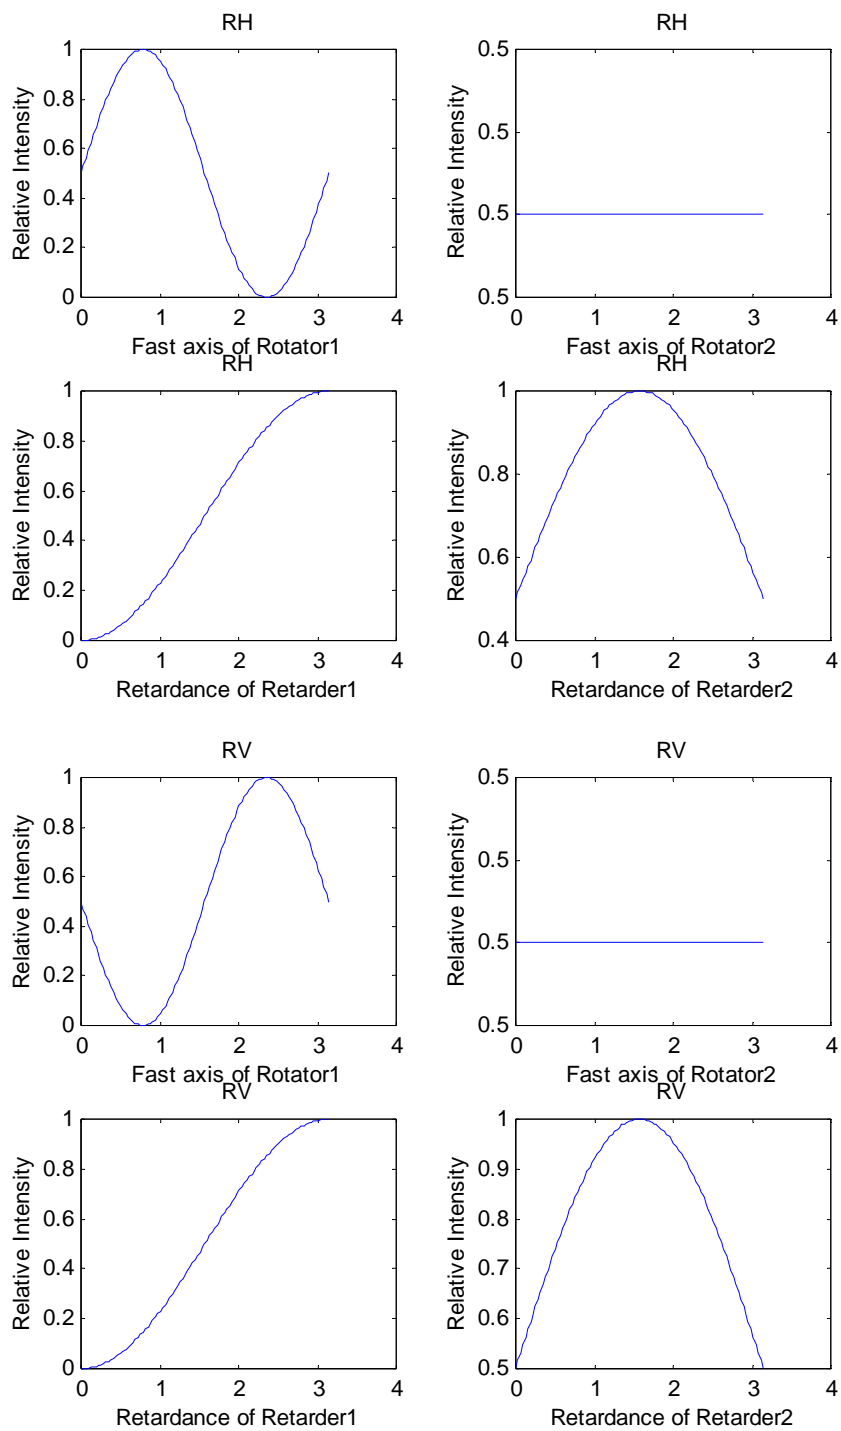 RH
1
0.8
0.6
0.4
0.2
0
0 1 2 3 4
Relative Intensity
Fast axis of Rotator1
RH
0.5
0.5
0.5
0.5
0 1 2 3 4
Relative Intensity
Fast axis of Rotator2
RH
1
0.8
0.6
0.4
0.2
0
0 1 2 3 4
Relative Intensity
Retardance of Retarder1
RH
1
0.8
0.6
0.4
0 1 2 3 4
Relative Intensity
Retardance of Retarder2
RV
1
0.8
0.6
0.4
0.2
0
0 1 2 3 4
Relative Intensity
Fast axis of Rotator1
RV
0.5
0.5
0.5
0.5
0 1 2 3 4
Relative Intensity
Fast axis of Rotator2
RV
1
0.8
0.6
0.4
0.2
0
0 1 2 3 4
Relative Intensity
Retardance of Retarder1
RV
1
0.9
0.8
0.7
0.6
0.5
0 1 2 3 4
Relative Intensity
Retardance of Retarder2